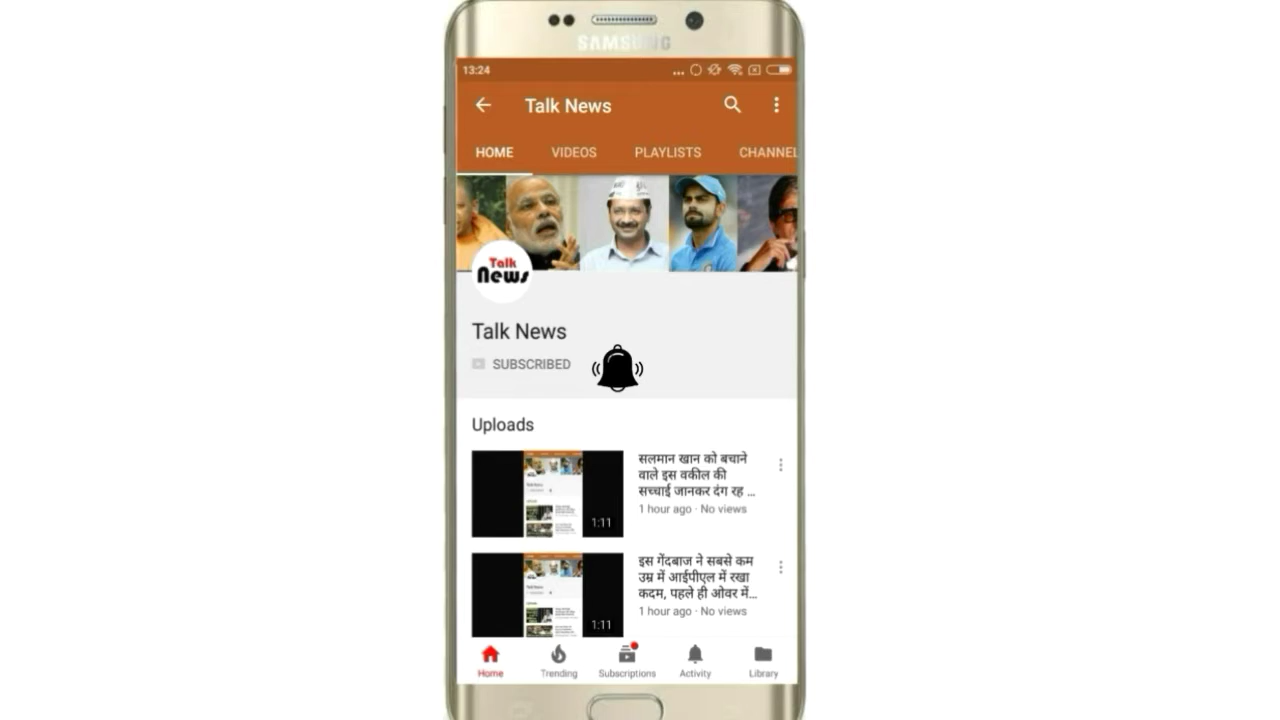 SAMSUNG
13:24
Talk News
HOME VIDEOS PLAYLISTS CHANNEL
Talk
News
Talk News
SUBSCRIBED
Uploads
सलमान खान को बचाने
वाले इस वकील की
सच्चाई जानकर दंग रह ...
1 hour ago · No views
1:11
इस गेंदबाज ने सबसे कम
उम्र में आईपीएल में रखा
कदम, पहले ही ओवर में...
1 hour ago · No views
1:11
Home Trending Subscriptions Activity Library